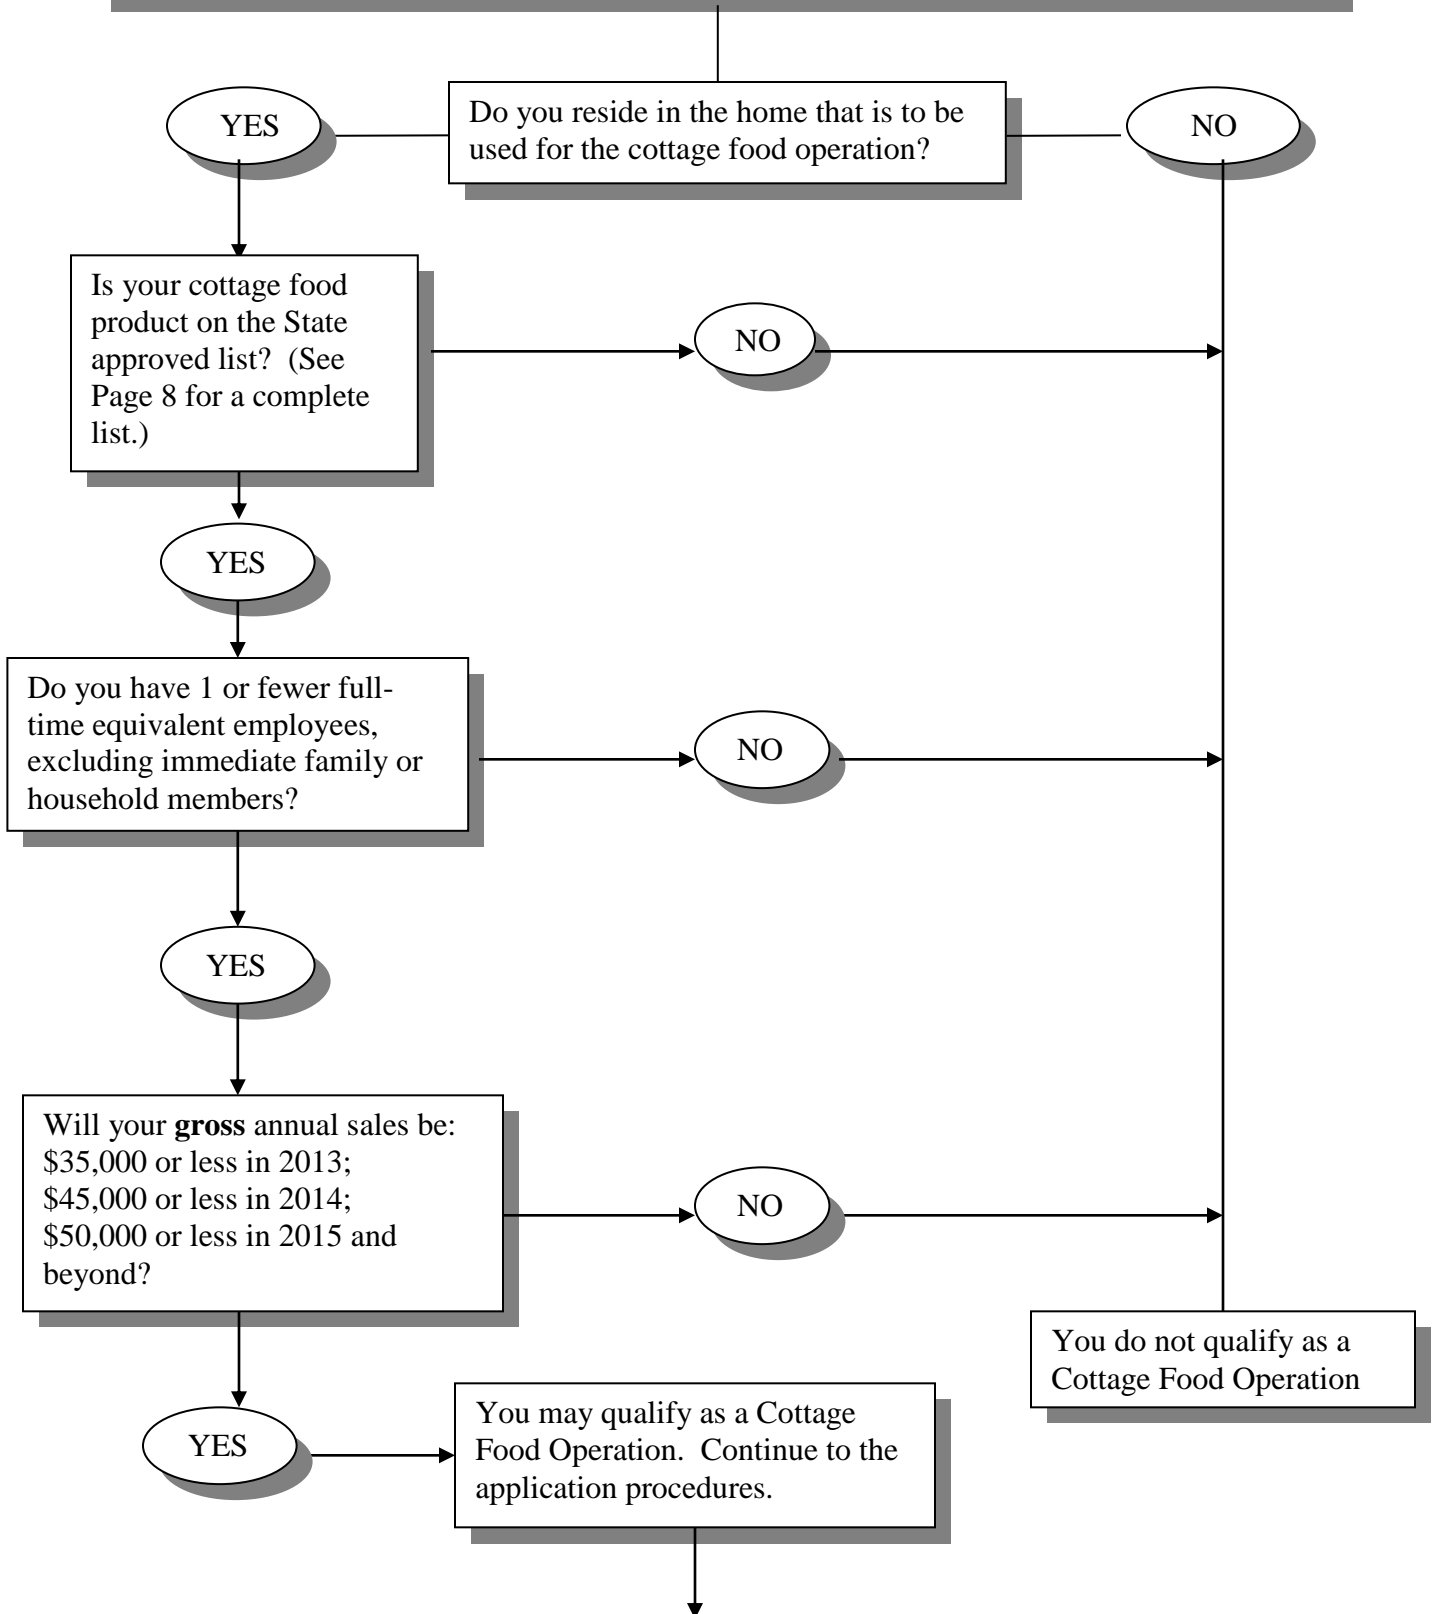 YES
Do you reside in the home that is to be
used for the cottage food operation?
NO
Is your cottage food
product on the State
approved list?  (See
Page 8 for a complete
list.)
NO
YES
Do you have 1 or fewer full-
time equivalent employees,
excluding immediate family or
household members?
NO
YES
Will your gross annual sales be:
$35,000 or less in 2013;
$45,000 or less in 2014;
$50,000 or less in 2015 and
beyond?
NO
You do not qualify as a
Cottage Food Operation
YES
You may qualify as a Cottage
Food Operation.  Continue to the
application procedures.